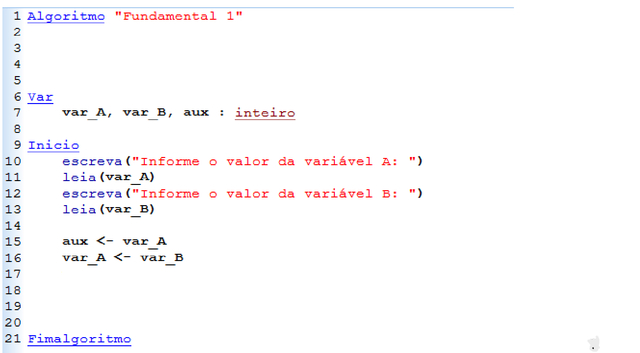 1 Algoritmo "Fundamental 1"
2
3
4
5
6 Var
7 var_A, var_B, aux : inteiro
8
9 Inicio
10 escreva("Informe o valor da variável A: ")
11 leia(var_A)
12 escreva("Informe o valor da variável B: ")
13 leia(var_B)
14
15 aux <- var_A
16 var_A <- var_B
17
18
19
20
21 Fimalgoritmo